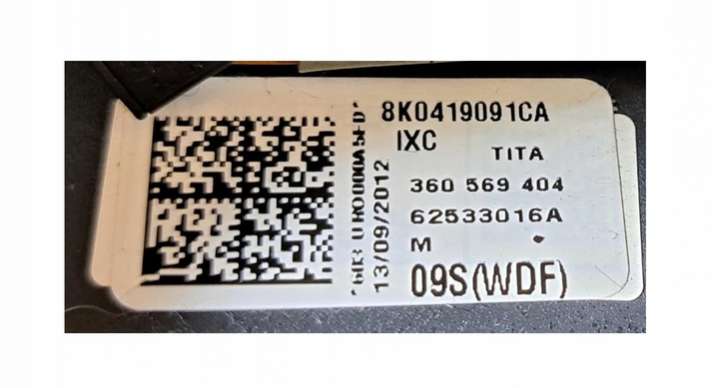 8K0419091CA
IXC
TITA
360 569 404
62533016A
M
09S(WDF)
13/09/2012